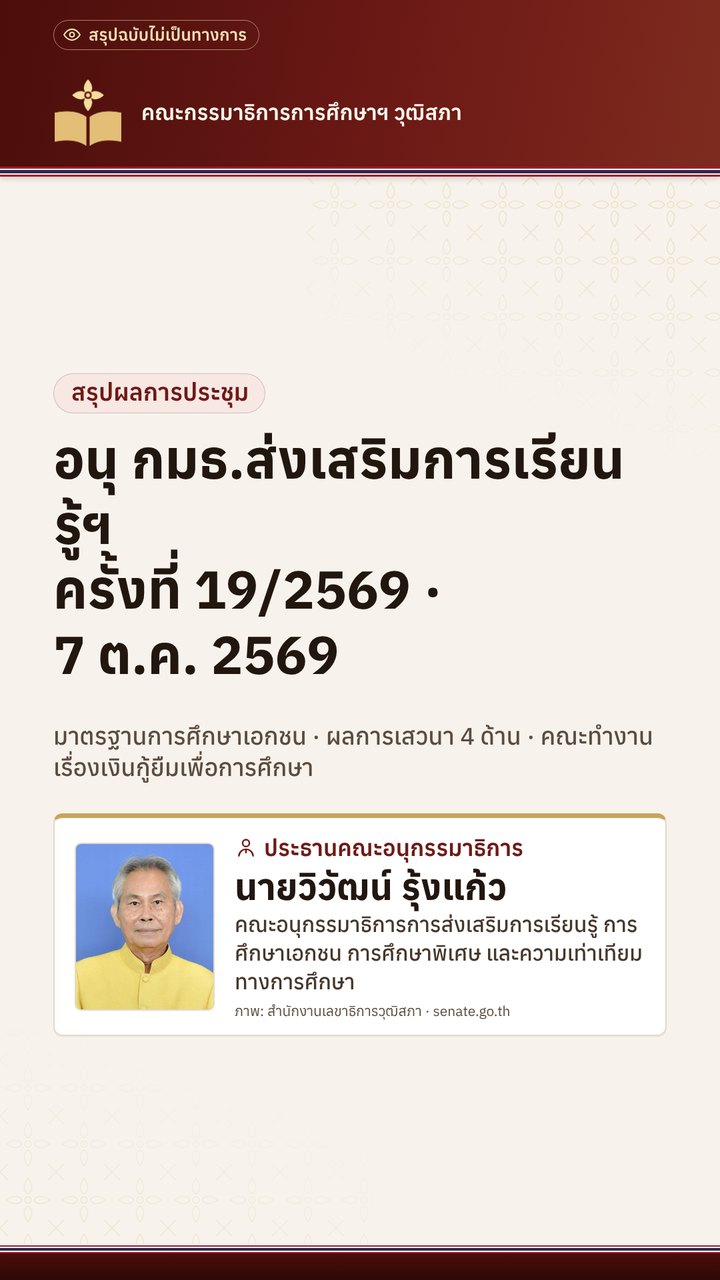 สรุปฉบับไม่เป็นทางการ
คณะกรรมาธิการการศึกษาฯ วุฒิสภา
สรุปผลการประชุม
อนุ กมธ.ส่งเสริมการเรียน
รู้ฯ
ครั้งที่ 19/2569 ·
7 ต.ค. 2569
มาตรฐานการศึกษาเอกชน · ผลการเสวนา 4 ด้าน · คณะทำงาน
เรื่องเงินกู้ยืมเพื่อการศึกษา
ประธานคณะอนุกรรมาธิการ
นายวิวัฒน์ รุ้งแก้ว
คณะอนุกรรมาธิการการส่งเสริมการเรียนรู้ การ
ศึกษาเอกชน การศึกษาพิเศษ และความเท่าเทียม
ทางการศึกษา
ภาพ: สำนักงานเลขาธิการวุฒิสภา · senate.go.th